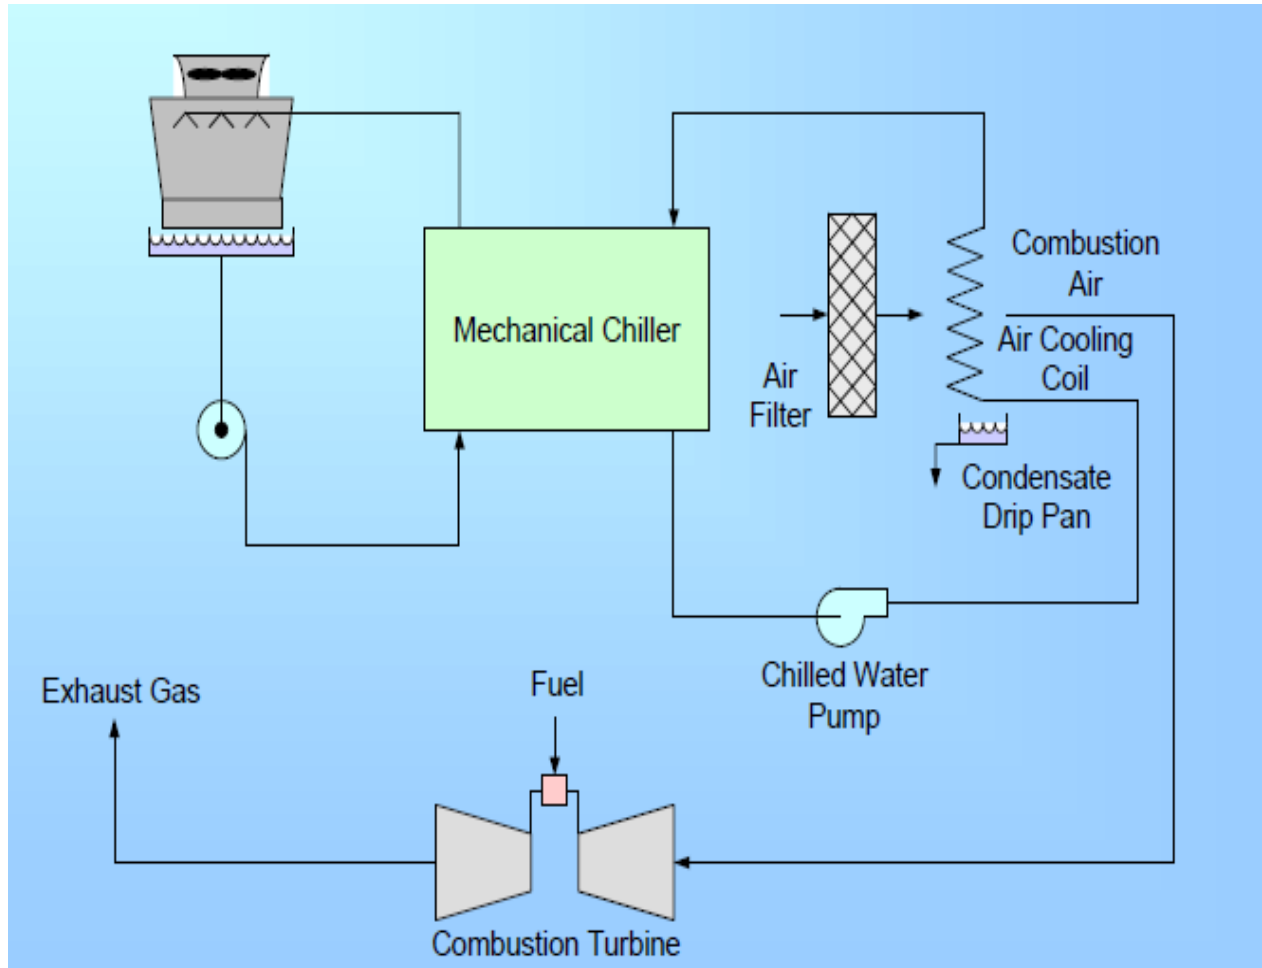 Mechanical Chiller
Combustion
Air
Air Cooling
Coil
Air
Filter
Condensate
Drip Pan
Chilled Water
Pump
Fuel
Exhaust Gas
Combustion Turbine